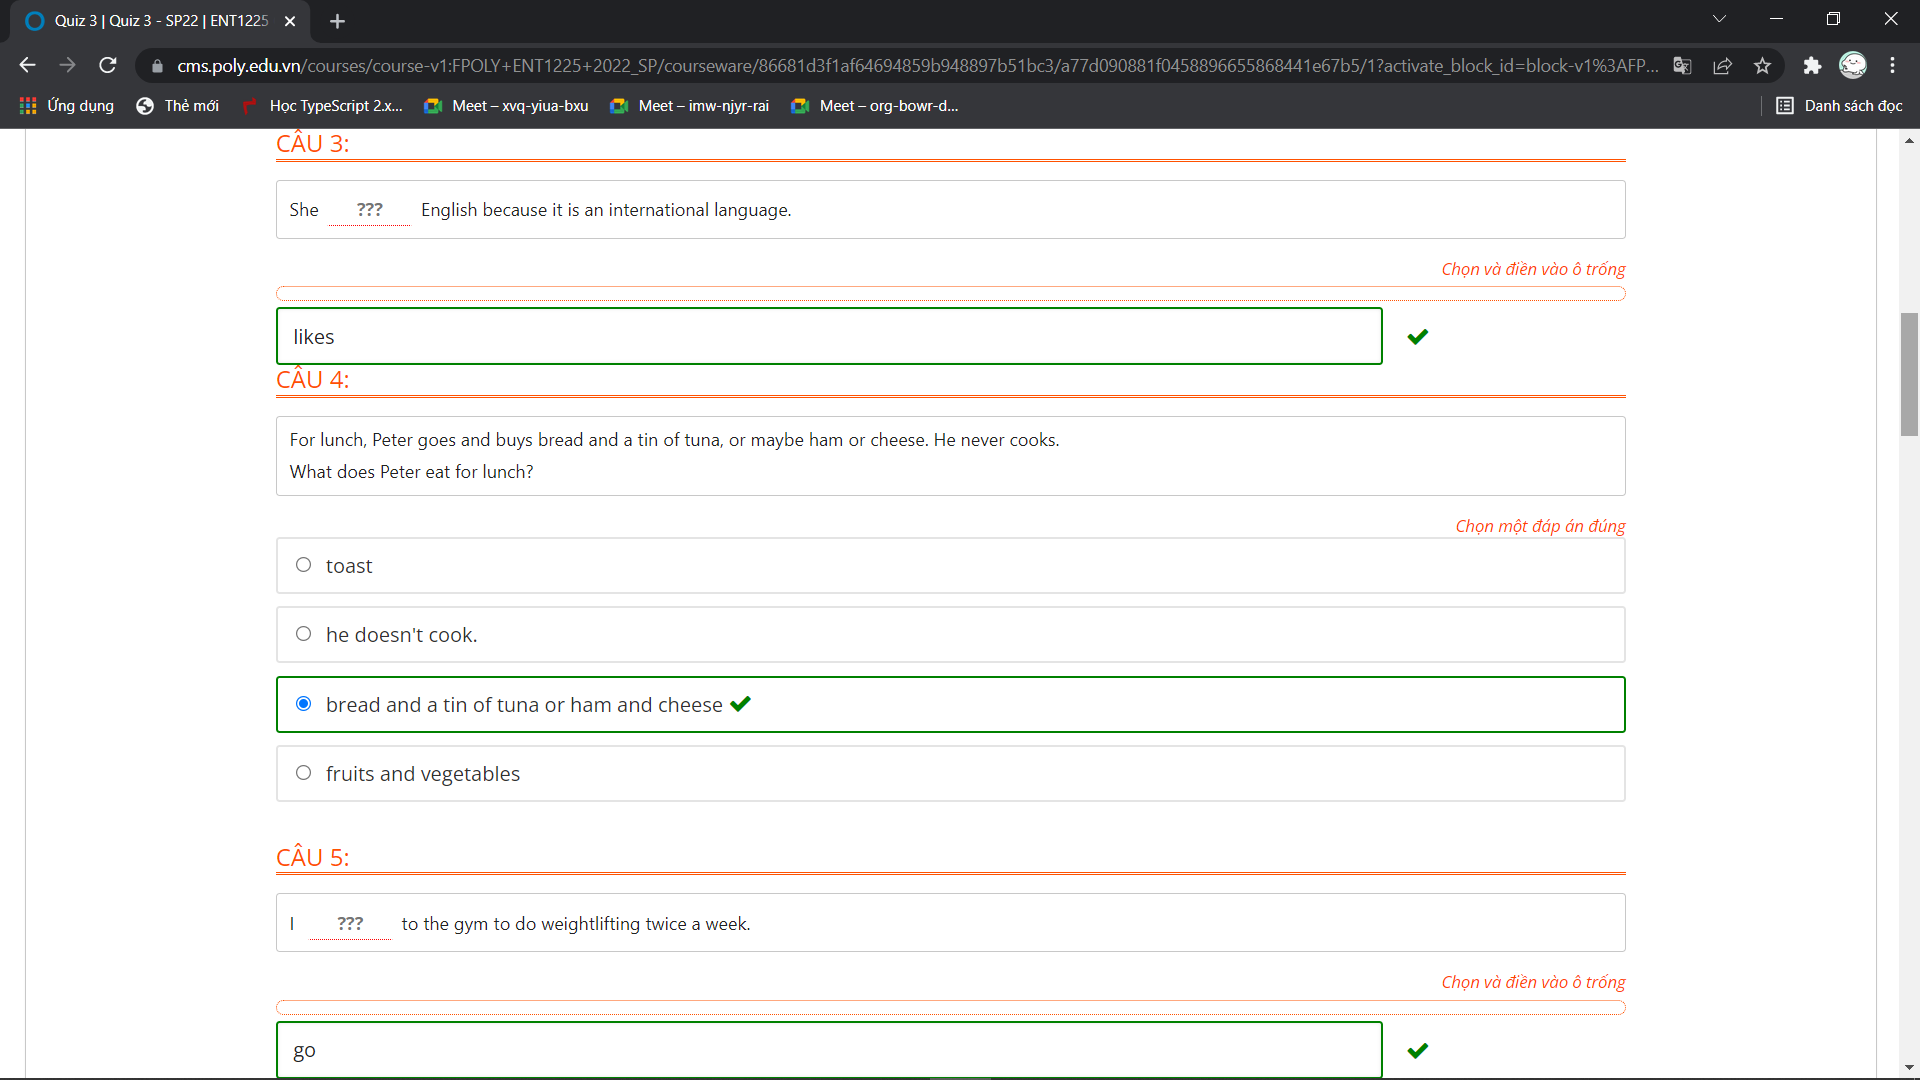 Quiz 3 | Quiz 3 - SP22 | ENT1225
cms.poly.edu.vn/courses/course-v1:FPOLY+ENT1225+2022_SP/courseware/86681d3f1af64694859b948897b51bc3/a77d090881f0458896655868441e67b5/1?activate_block_id=block-v1%3AFP...
Ứng dụng Thẻ mới Học TypeScript 2.x... Meet – xvq-yiua-bxu Meet – imw-njyr-rai Meet – org-bowr-d... Danh sách đọc
CÂU 3:
She ??? English because it is an international language.
Chọn và điền vào ô trống
likes
CÂU 4:
For lunch, Peter goes and buys bread and a tin of tuna, or maybe ham or cheese. He never cooks.
What does Peter eat for lunch?
Chọn một đáp án đúng
toast
he doesn't cook.
bread and a tin of tuna or ham and cheese
fruits and vegetables
CÂU 5:
I ??? to the gym to do weightlifting twice a week.
Chọn và điền vào ô trống
go